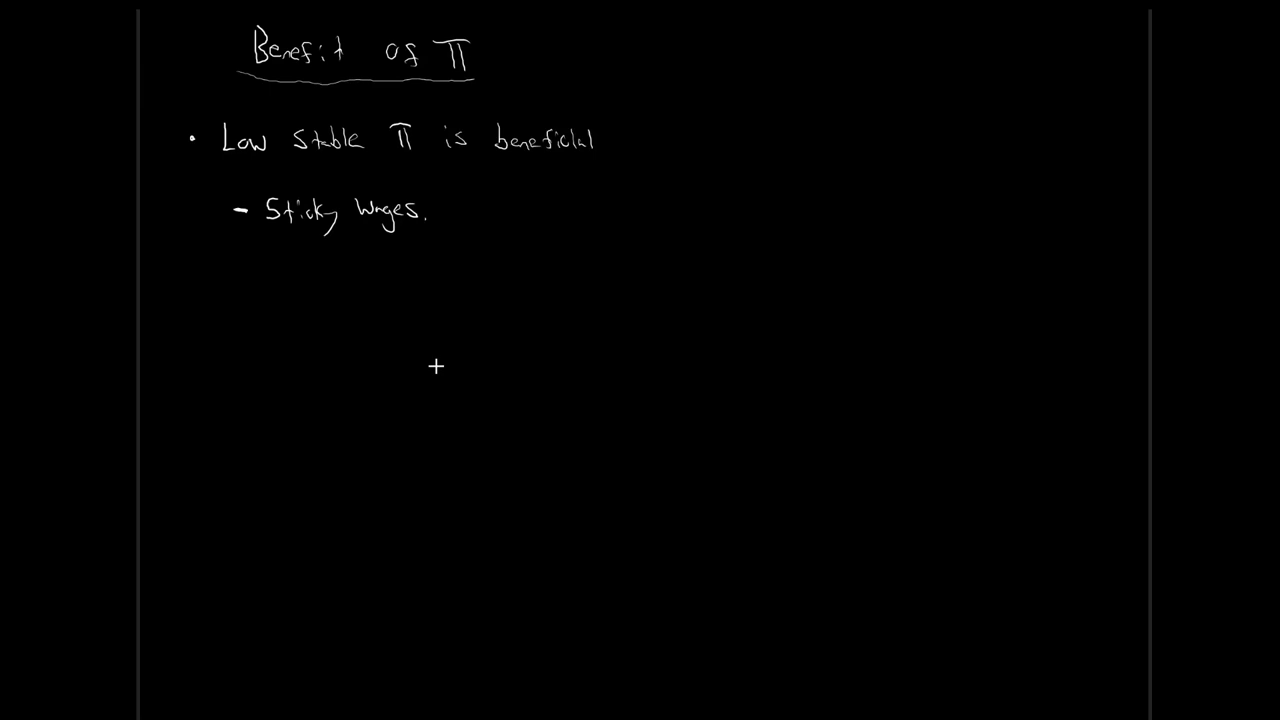 Benefit of π
• Low stable π is beneficial
- Sticky wages.